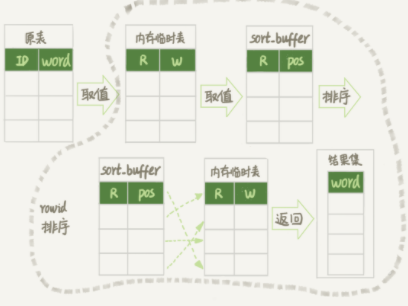 原表
内存临时表
sort_buffer
ID word
R W
R pos
取值
取值
排序
sort_buffer
内存临时表
结果集
R pos
R W
word
rowid
排序
返回